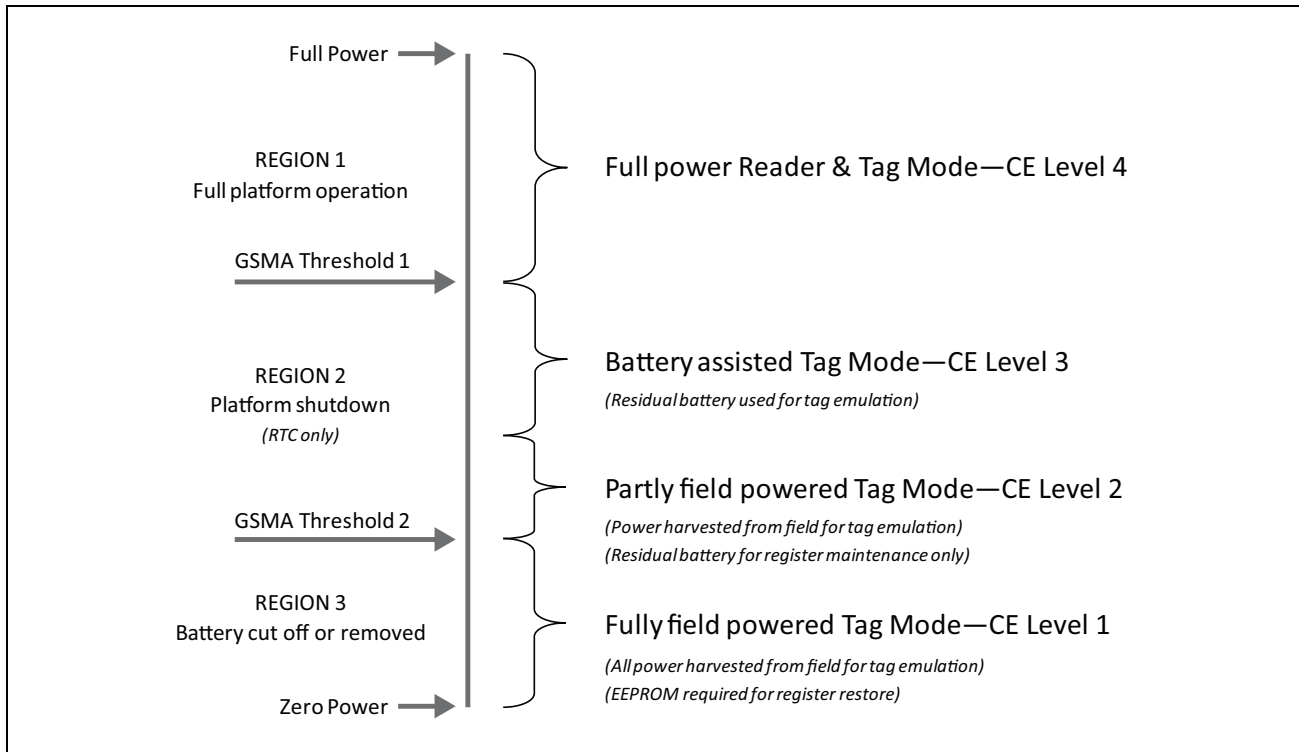 Full Power
REGION 1
Full platform operation
Full power Reader & Tag Mode—CE Level 4
GSMA Threshold 1
Battery assisted Tag Mode—CE Level 3
(Residual battery used for tag emulation)
REGION 2
Platform shutdown
(RTC only)
Partly field powered Tag Mode—CE Level 2
(Power harvested from field for tag emulation)
(Residual battery for register maintenance only)
GSMA Threshold 2
REGION 3
Battery cut off or removed
Fully field powered Tag Mode—CE Level 1
(All power harvested from field for tag emulation)
(EEPROM required for register restore)
Zero Power